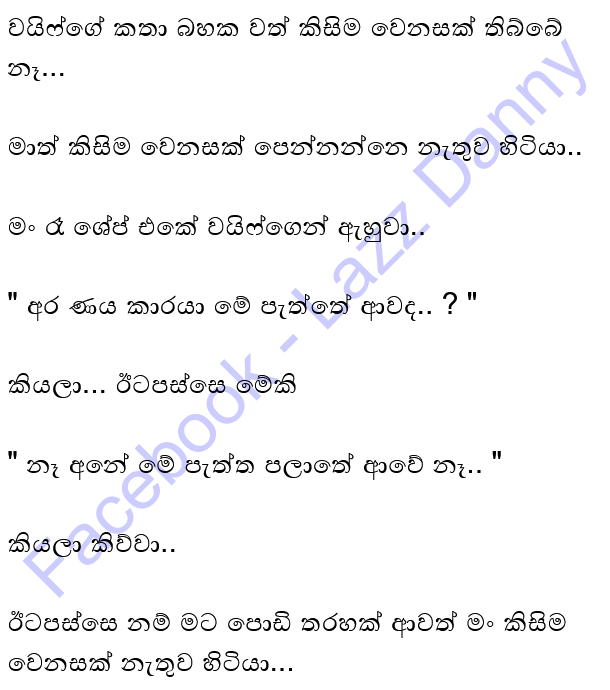 වයිෆ්ගේ කතා බහක වත් කිසිම වෙනසක් තිබ්බේ
නෑ...
මාත් කිසිම වෙනසක් පෙන්නන්නෙ නැතුව හිටියා..
මං රෑ ශේප් එකේ වයිෆ්ගෙන් ඇහුවා..
" අර ණය කාරයා මේ පැත්තේ ආවද.. ? "
කියලා... ඊටපස්සෙ මේකි
" නෑ අනේ මේ පැත්ත පලාතේ ආවේ නෑ.. "
කියලා කිව්වා..
ඊටපස්සෙ නම් මට පොඩි තරහක් ආවත් මං කිසිම
වෙනසක් නැතුව හිටියා...
Facebook - Lazz Danny